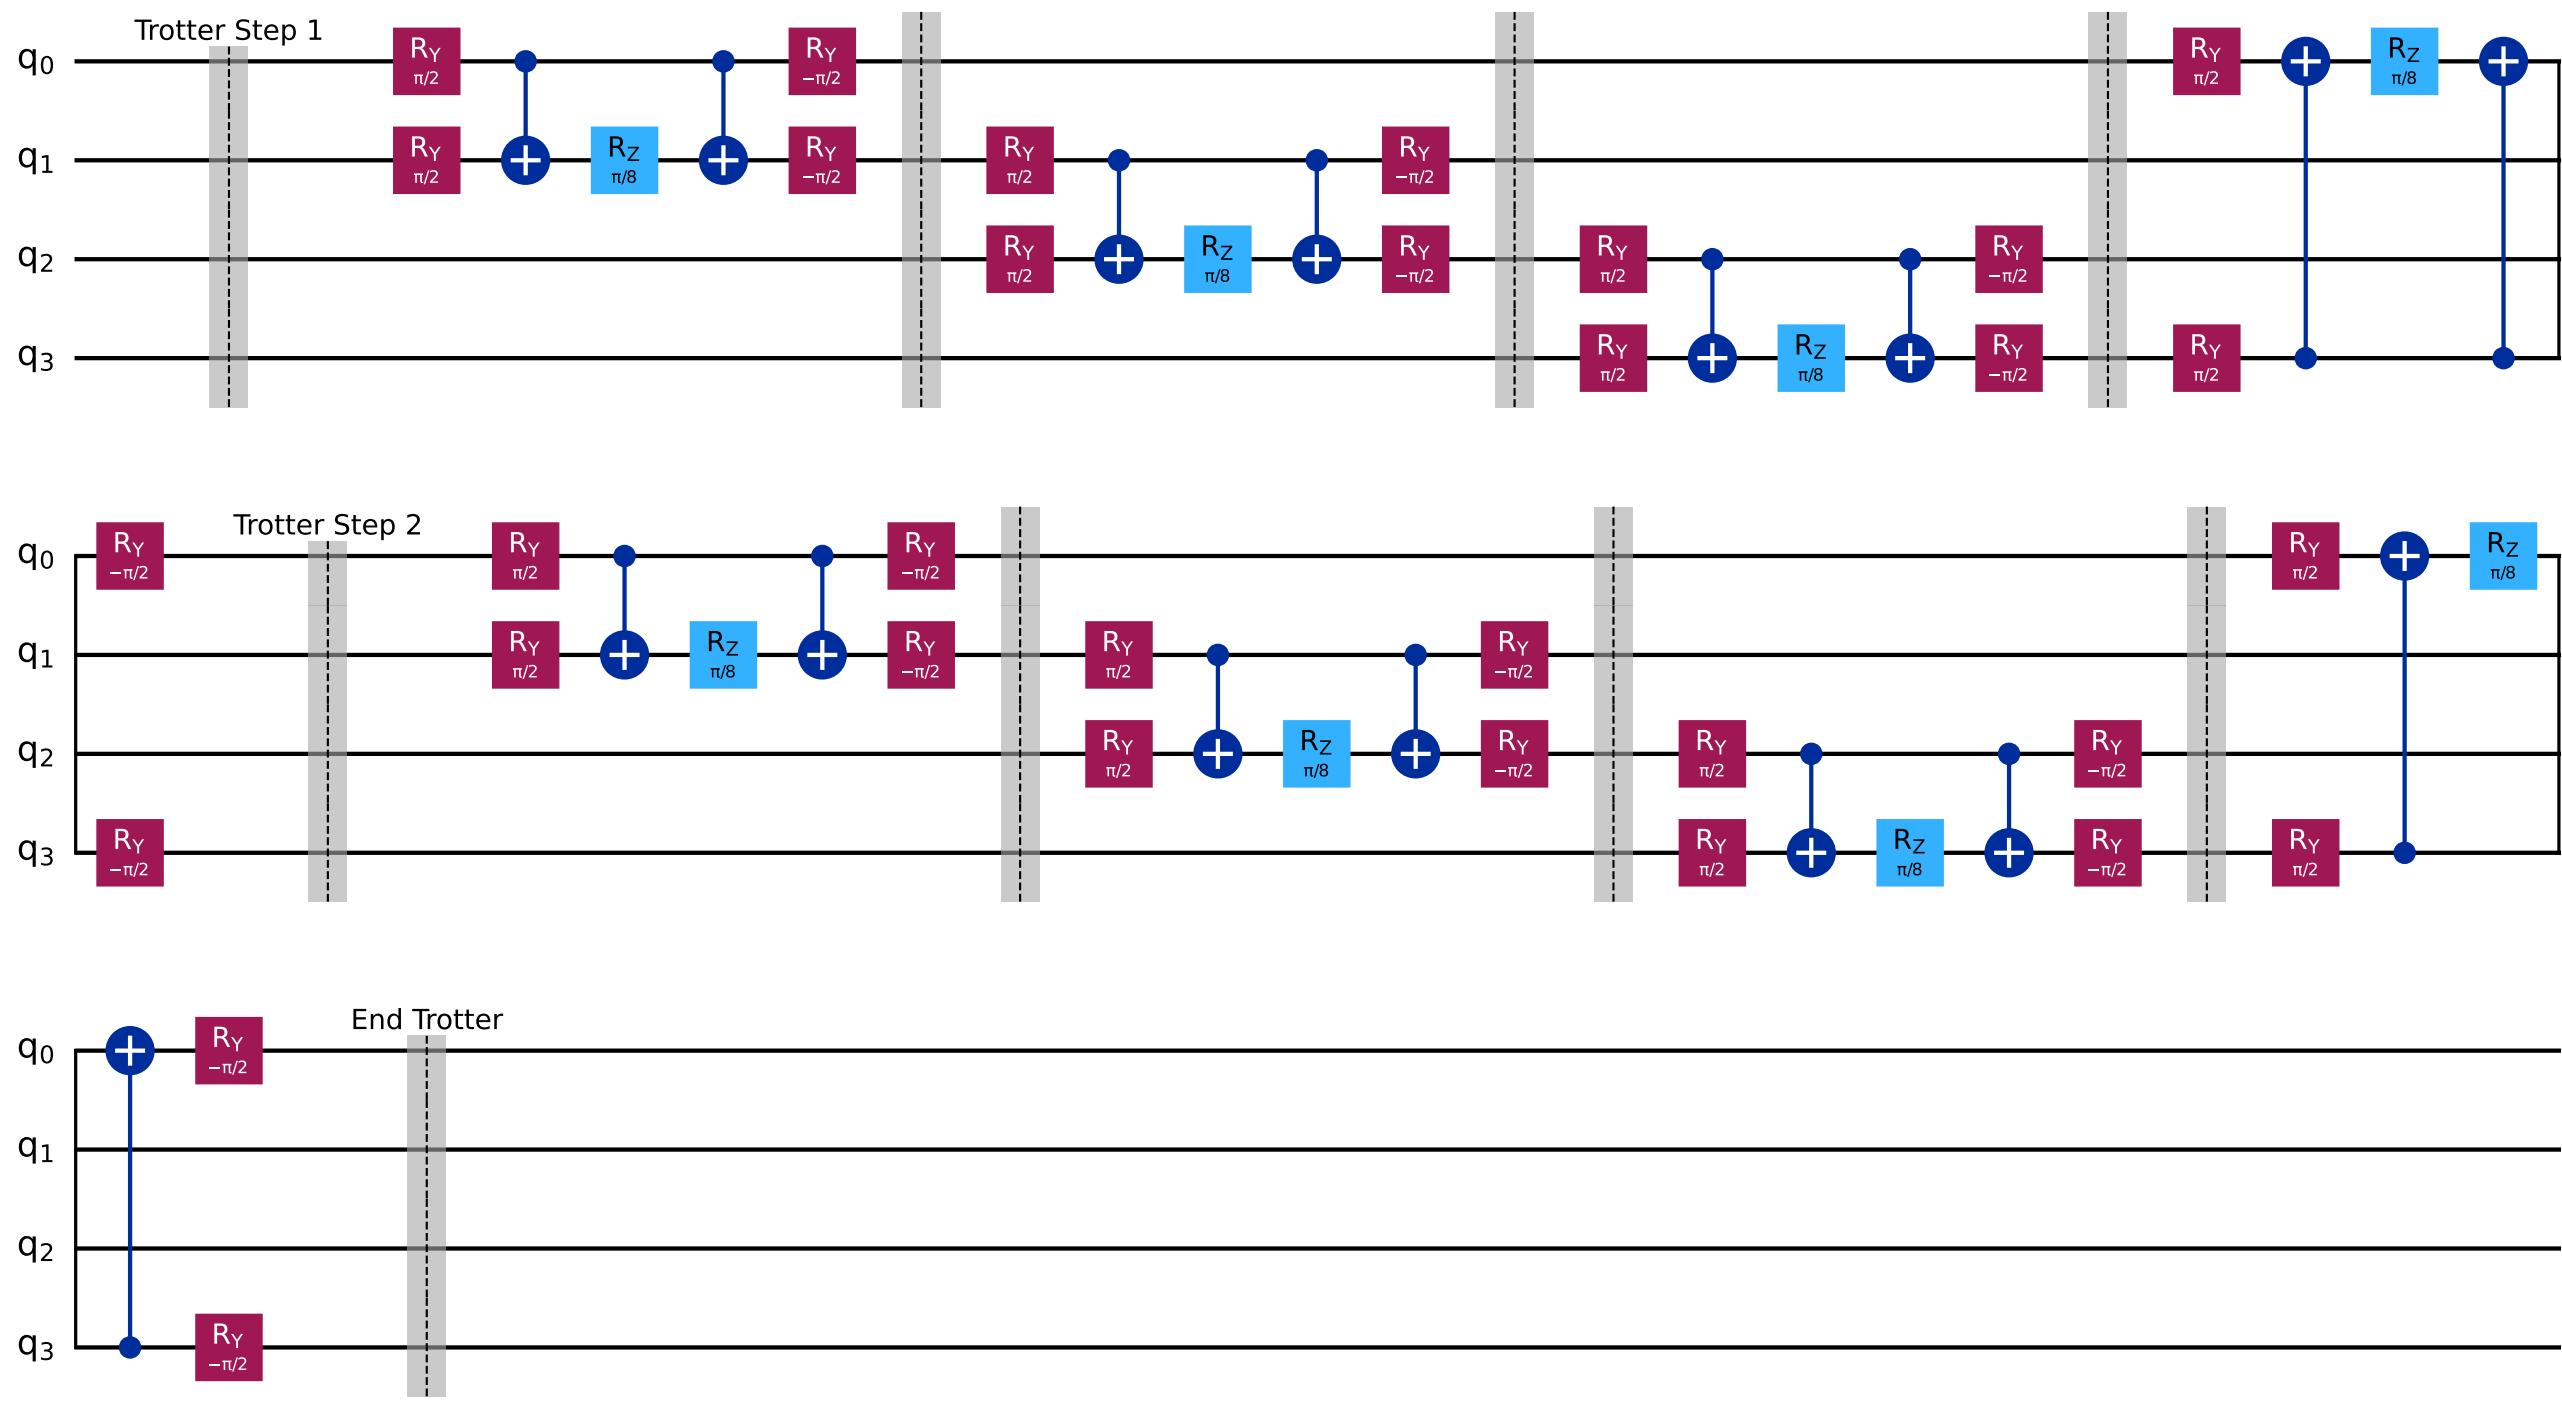 Trotter Step 1
q0 RY π/2 RY −π/2 RY π/2 RZ π/8
q1 RY π/2 RZ π/8 RY −π/2 RY π/2 RY −π/2
q2 RY π/2 RZ π/8 RY −π/2 RY π/2 RY −π/2
q3 RY π/2 RZ π/8 RY −π/2 RY π/2
Trotter Step 2
q0 RY −π/2 RY π/2 RY −π/2 RY π/2 RZ π/8
q1 RY π/2 RZ π/8 RY −π/2 RY π/2 RY −π/2
q2 RY π/2 RZ π/8 RY −π/2 RY π/2 RY −π/2
q3 RY −π/2 RY π/2 RZ π/8 RY −π/2 RY π/2
End Trotter
q0 RY −π/2
q1
q2
q3 RY −π/2